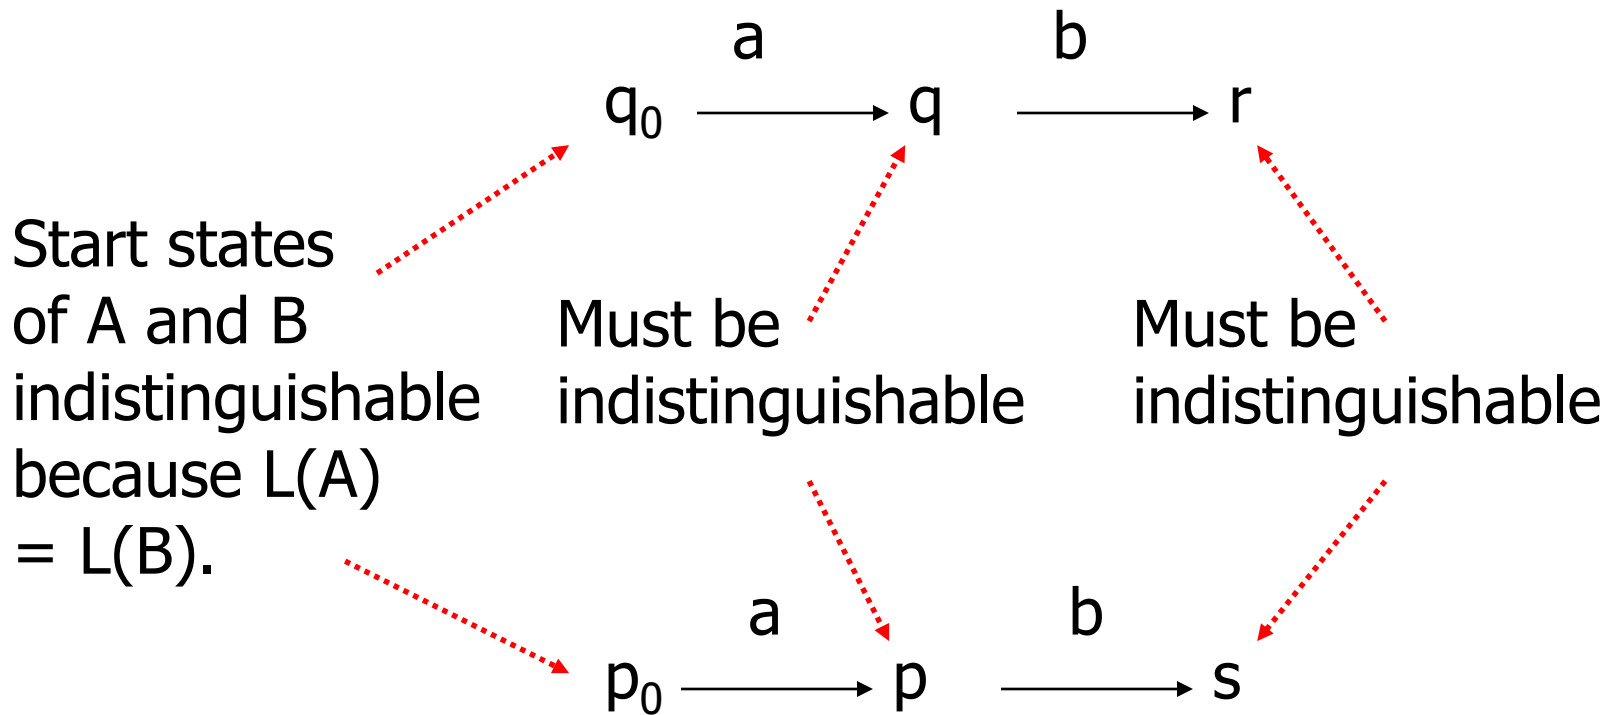 a b
q₀ q r
Start states
of A and B
indistinguishable
because L(A)
= L(B).
Must be
indistinguishable
Must be
indistinguishable
a b
p₀ p s